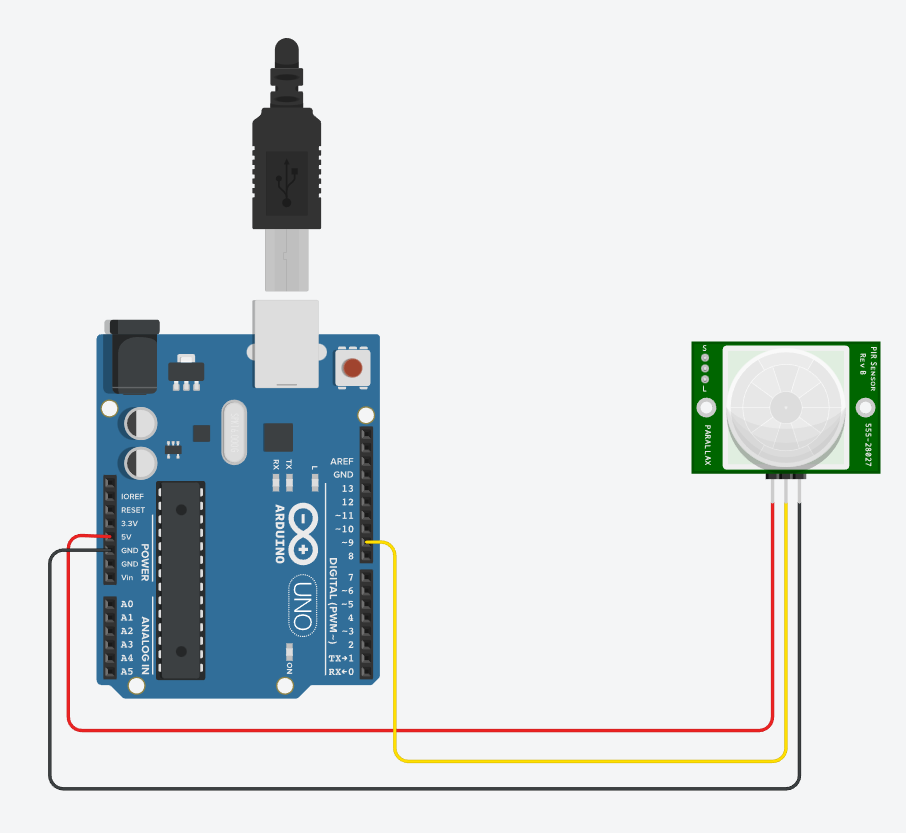 AREF
GND
13
12
~11
~10
~9
8
7
~6
~5
4
~3
2
TX→1
RX←0
DIGITAL (PWM ~)
RX
TX
L
ARDUINO
UNO
ON
IOREF
RESET
3.3V
5V
GND
GND
Vin
POWER
A0
A1
A2
A3
A4
A5
ANALOG IN
S
L
PARALLAX
PIR SENSOR
REV B
555-28027